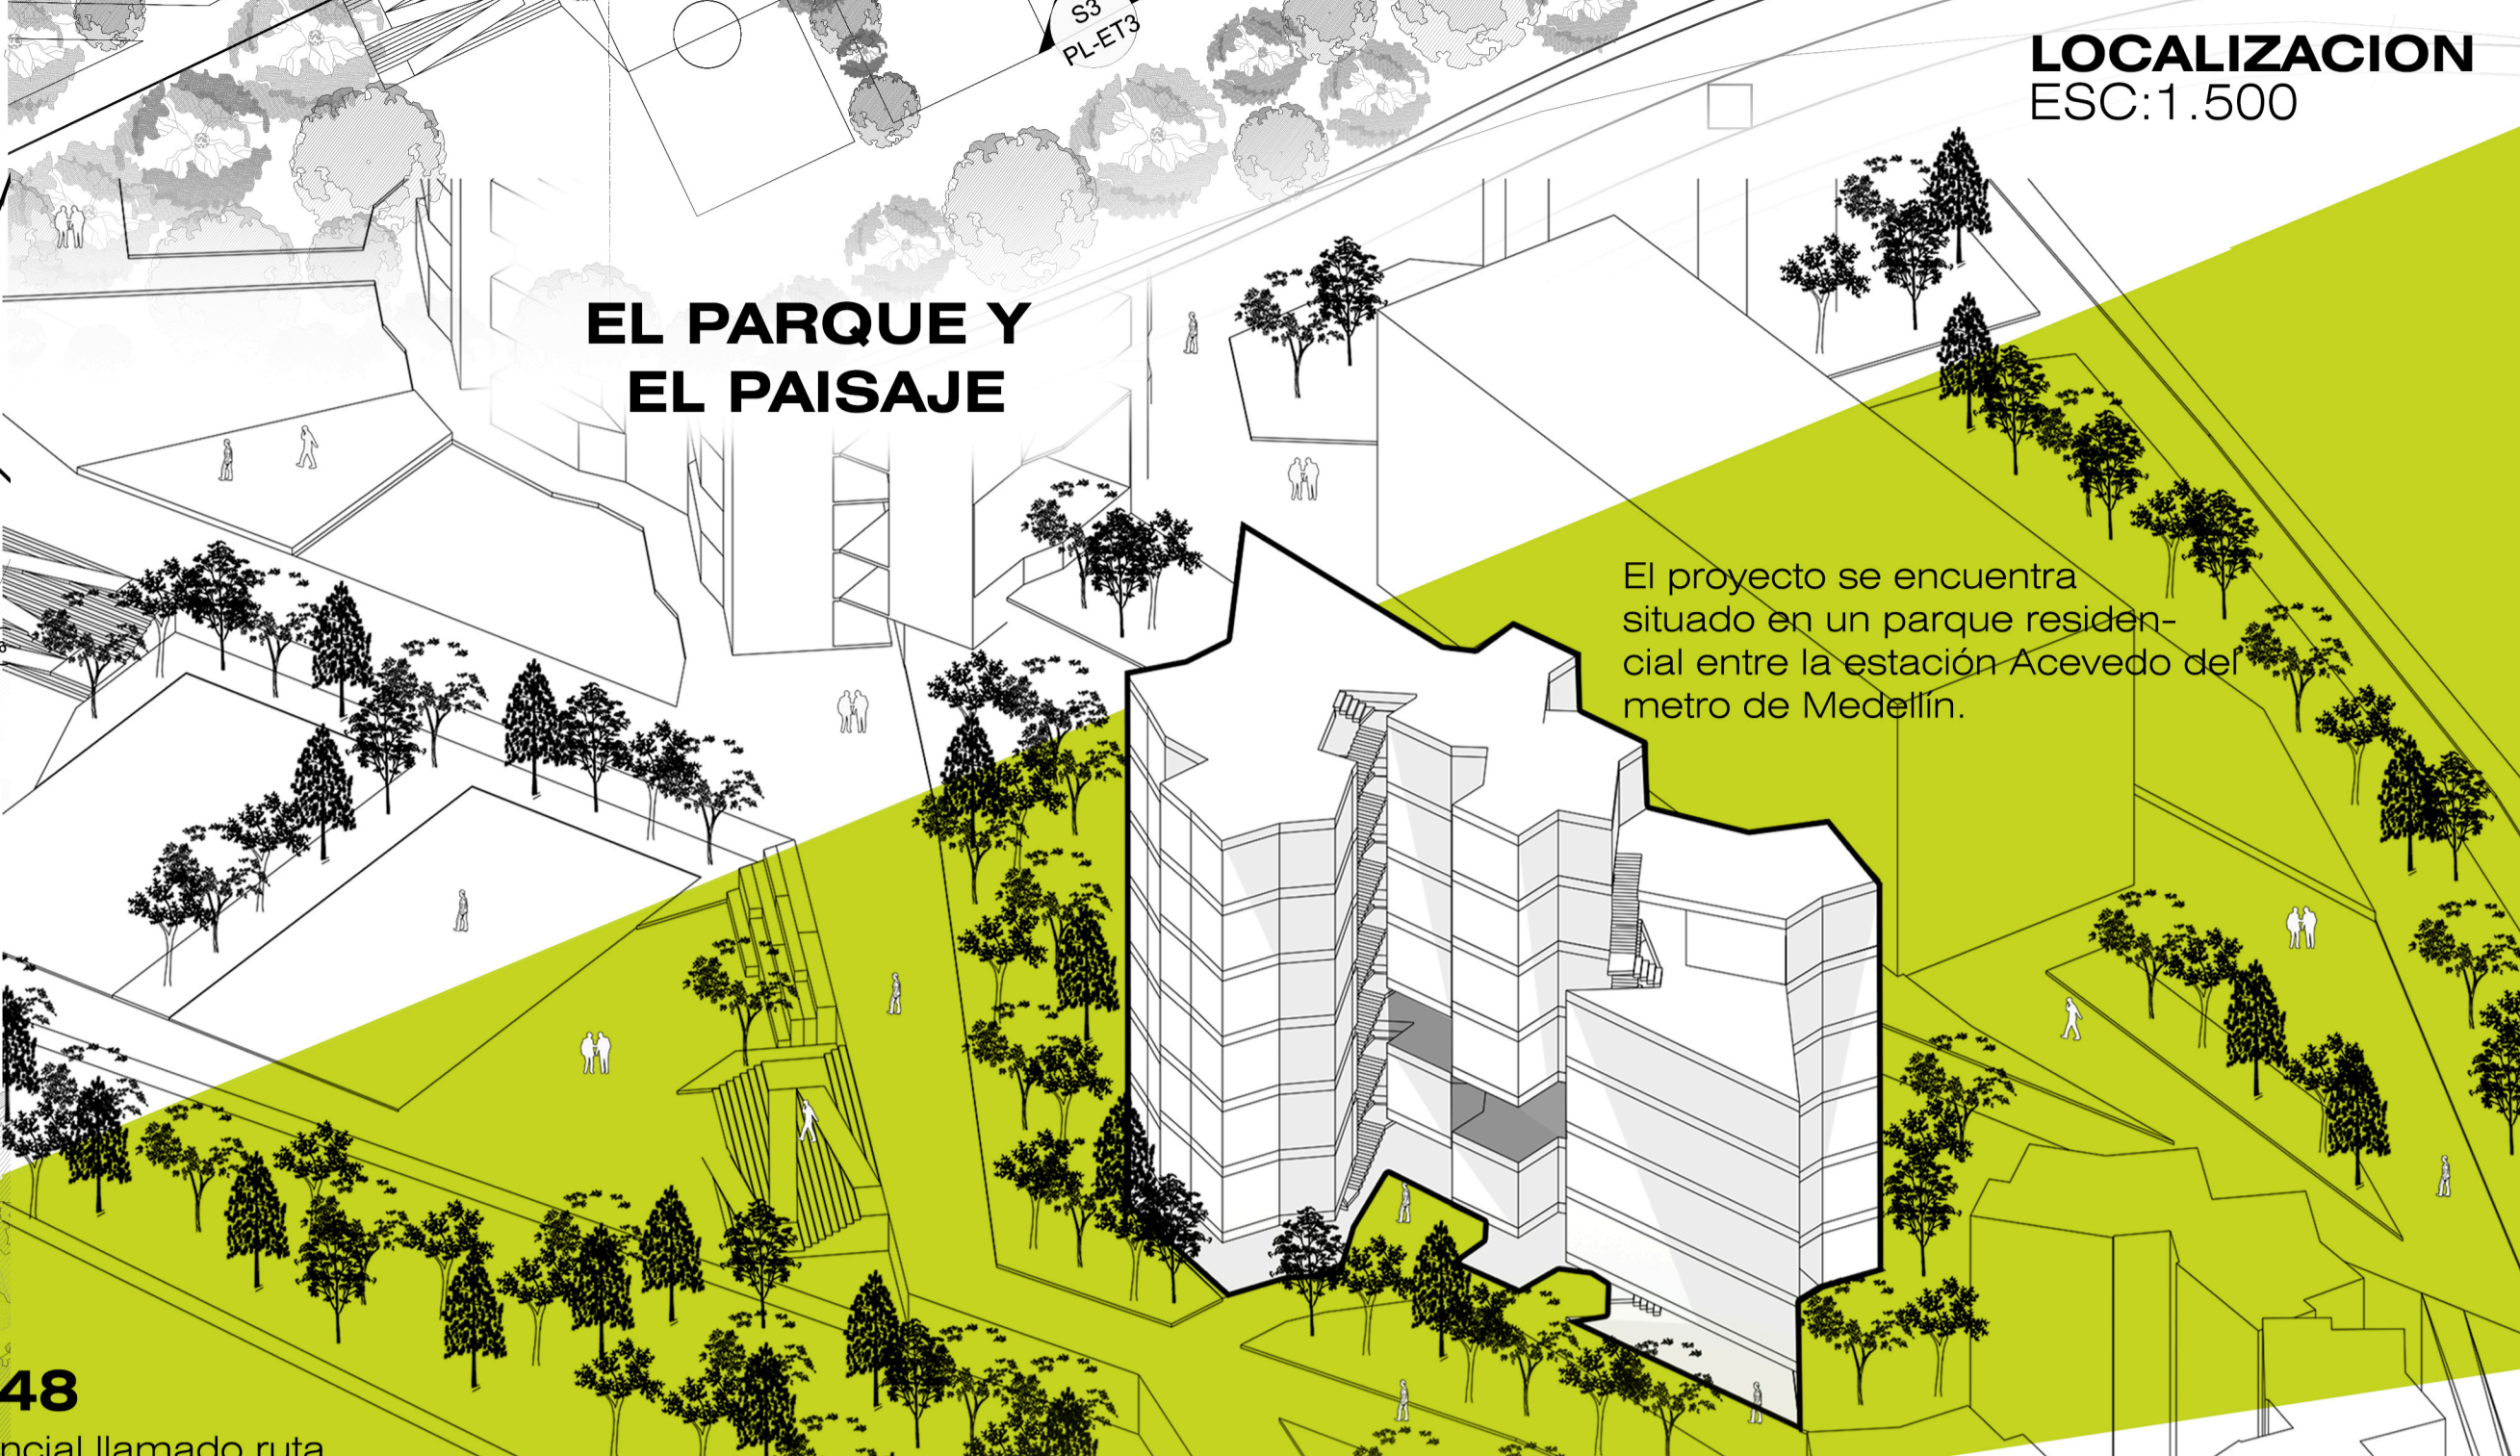 S3
PL-ET3
LOCALIZACION
ESC:1.500
EL PARQUE Y
EL PAISAJE
El proyecto se encuentra
situado en un parque residen-
cial entre la estación Acevedo del
metro de Medellín.
48
ncial llamado ruta